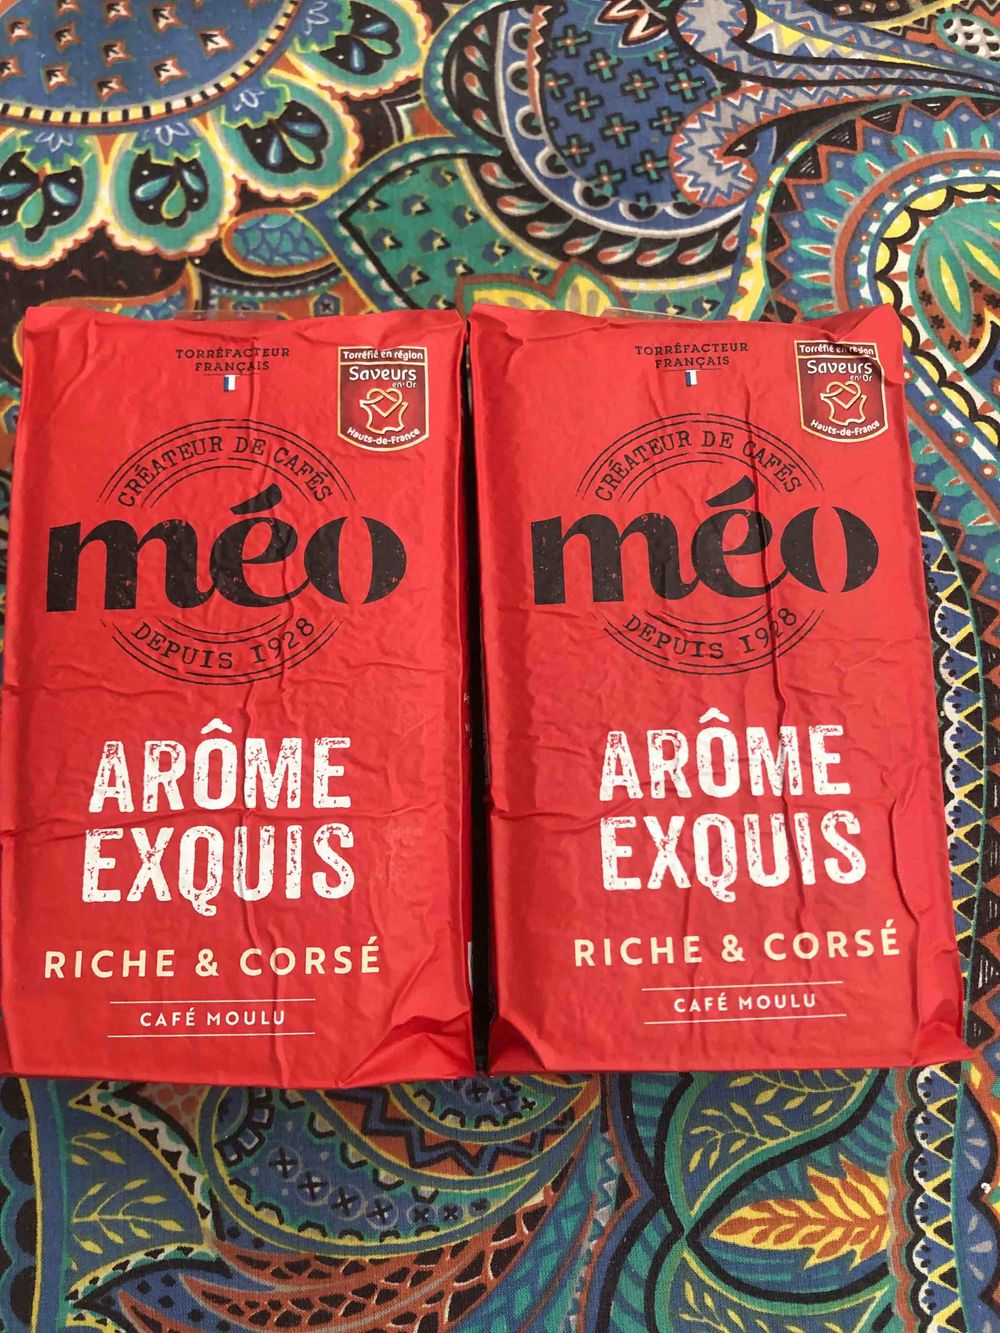 TORRÉFACTEUR
FRANÇAIS
Torréfié en région
Saveurs
en'Or
Hauts-de-France
CRÉATEUR DE CAFÉS
méo
DEPUIS 1928
ARÔME
EXQUIS
RICHE & CORSÉ
CAFÉ MOULU
TORRÉFACTEUR
FRANÇAIS
Torréfié en région
Saveurs
en'Or
Hauts-de-France
CRÉATEUR DE CAFÉS
méo
DEPUIS 1928
ARÔME
EXQUIS
RICHE & CORSÉ
CAFÉ MOULU